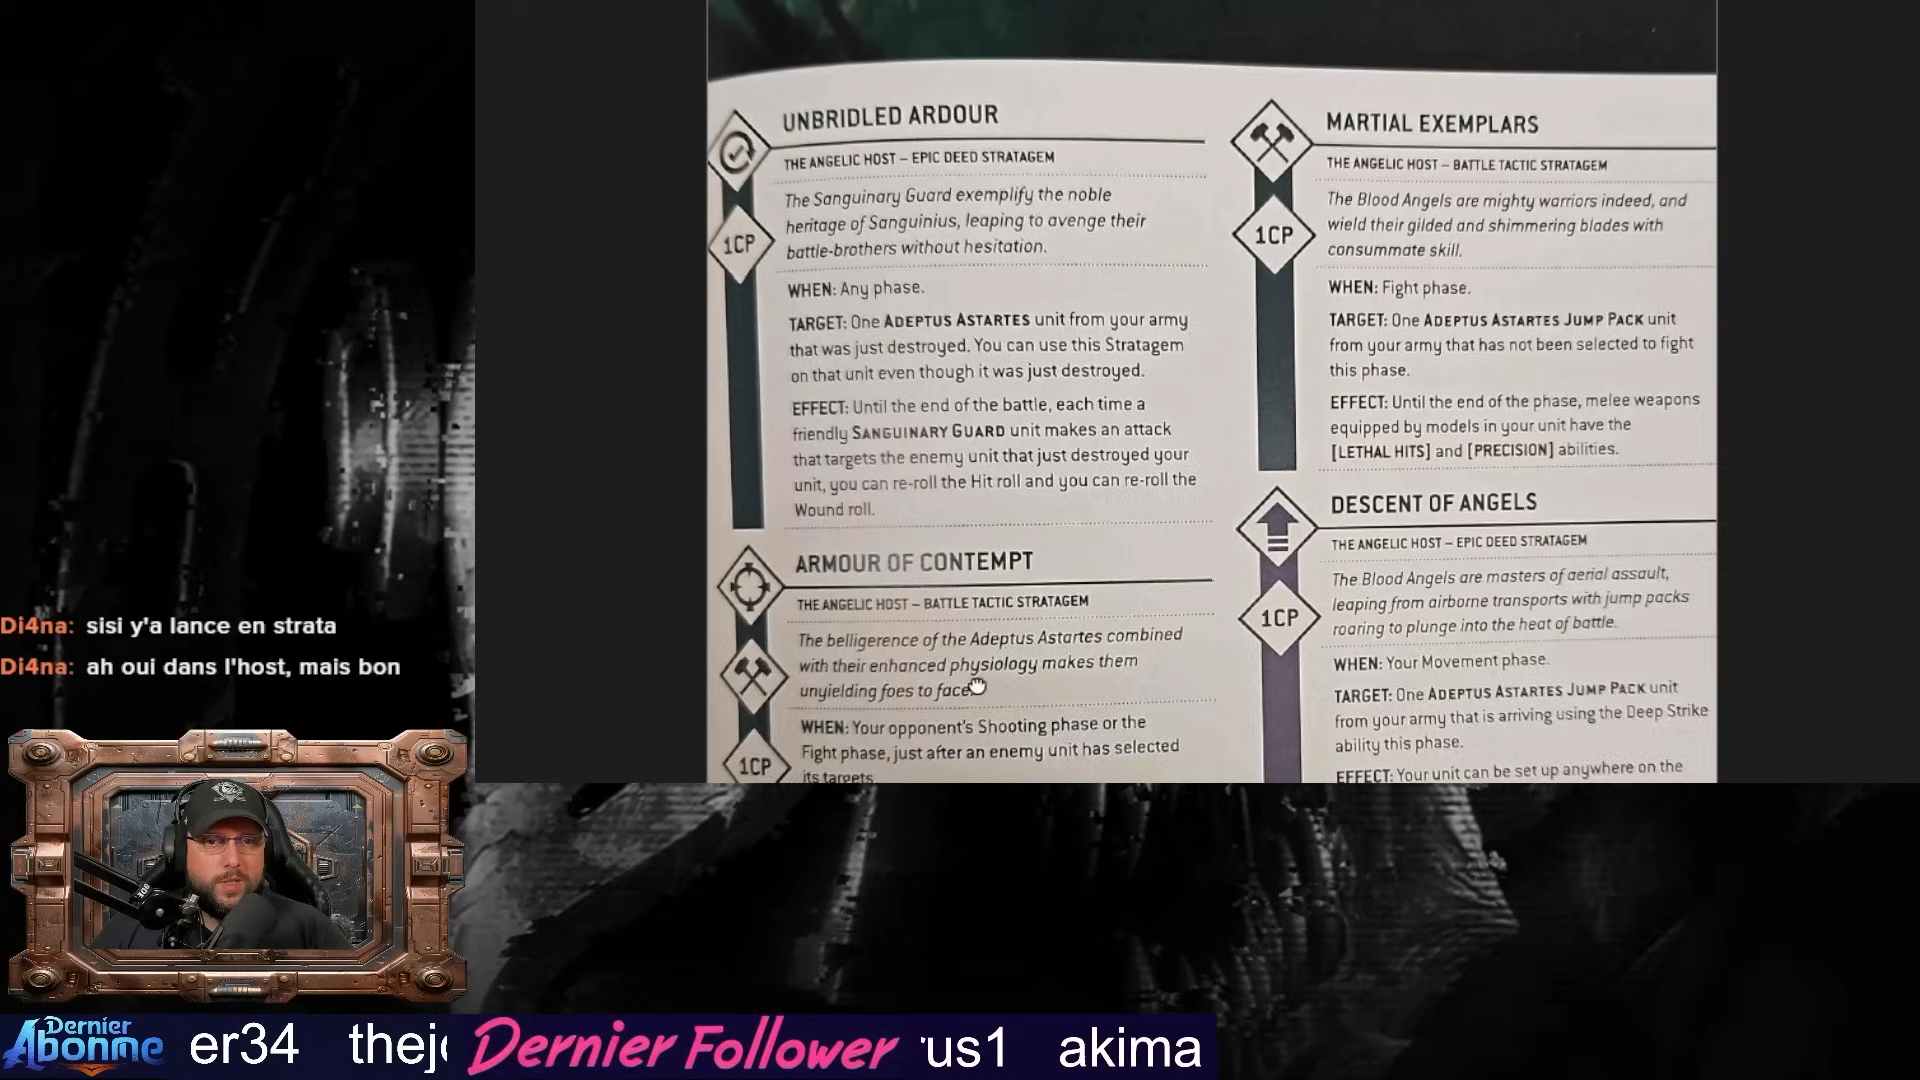 UNBRIDLED ARDOUR
THE ANGELIC HOST – EPIC DEED STRATAGEM
The Sanguinary Guard exemplify the noble
heritage of Sanguinius, leaping to avenge their
battle-brothers without hesitation.
1CP
WHEN: Any phase.
TARGET: One ADEPTUS ASTARTES unit from your army
that was just destroyed. You can use this Stratagem
on that unit even though it was just destroyed.
EFFECT: Until the end of the battle, each time a
friendly SANGUINARY GUARD unit makes an attack
that targets the enemy unit that just destroyed your
unit, you can re-roll the Hit roll and you can re-roll the
Wound roll.
ARMOUR OF CONTEMPT
THE ANGELIC HOST – BATTLE TACTIC STRATAGEM
The belligerence of the Adeptus Astartes combined
with their enhanced physiology makes them
unyielding foes to face
WHEN: Your opponent's Shooting phase or the
Fight phase, just after an enemy unit has selected
its targets
1CP
MARTIAL EXEMPLARS
THE ANGELIC HOST – BATTLE TACTIC STRATAGEM
The Blood Angels are mighty warriors indeed, and
wield their gilded and shimmering blades with
consummate skill.
1CP
WHEN: Fight phase.
TARGET: One ADEPTUS ASTARTES JUMP PACK unit
from your army that has not been selected to fight
this phase.
EFFECT: Until the end of the phase, melee weapons
equipped by models in your unit have the
[LETHAL HITS] and [PRECISION] abilities.
DESCENT OF ANGELS
THE ANGELIC HOST – EPIC DEED STRATAGEM
The Blood Angels are masters of aerial assault,
leaping from airborne transports with jump packs
roaring to plunge into the heat of battle.
1CP
WHEN: Your Movement phase.
TARGET: One ADEPTUS ASTARTES JUMP PACK unit
from your army that is arriving using the Deep Strike
ability this phase.
EFFECT: Your unit can be set up anywhere on the
Di4na: sisi y'a lance en strata
Di4na: ah oui dans l'host, mais bon
Dernier
Abonné
er34 thej
Dernier Follower
us1 akima